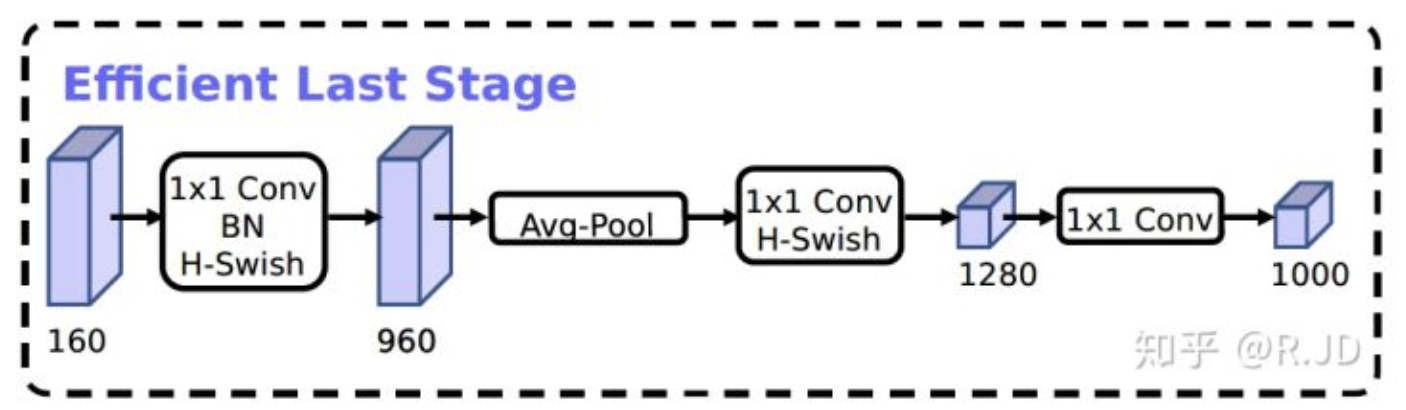 Efficient Last Stage
1x1 Conv
BN
H-Swish
Avg-Pool
1x1 Conv
H-Swish
1x1 Conv
160
960
1280
1000
知乎 @R.JD